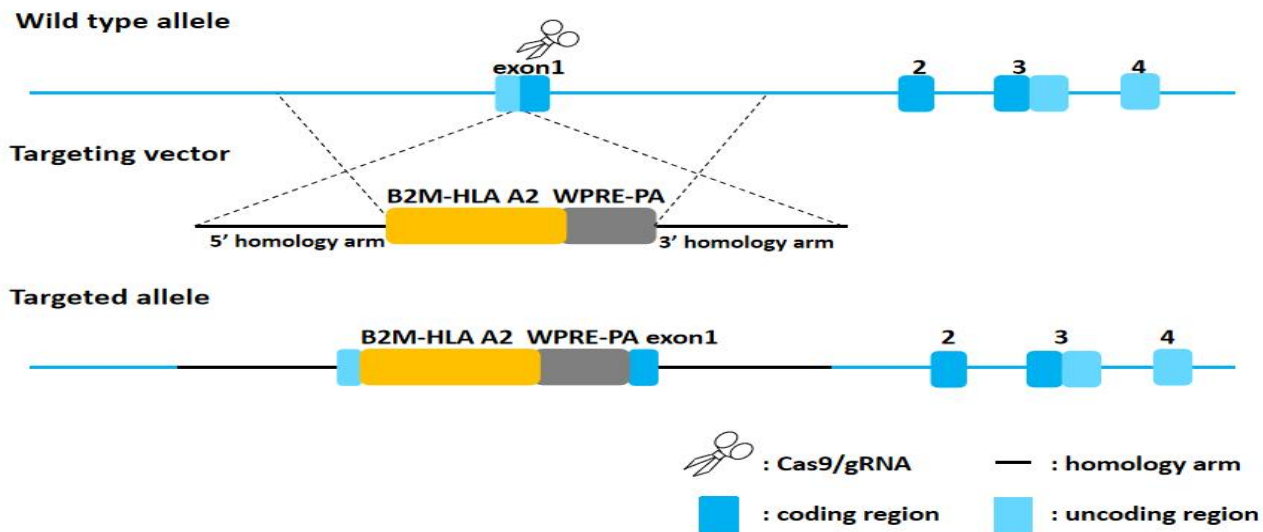 Wild type allele
exon1
2
3
4
Targeting vector
B2M-HLA A2 WPRE-PA
5’ homology arm
3’ homology arm
Targeted allele
B2M-HLA A2 WPRE-PA exon1
2
3
4
: Cas9/gRNA
: homology arm
: coding region
: uncoding region